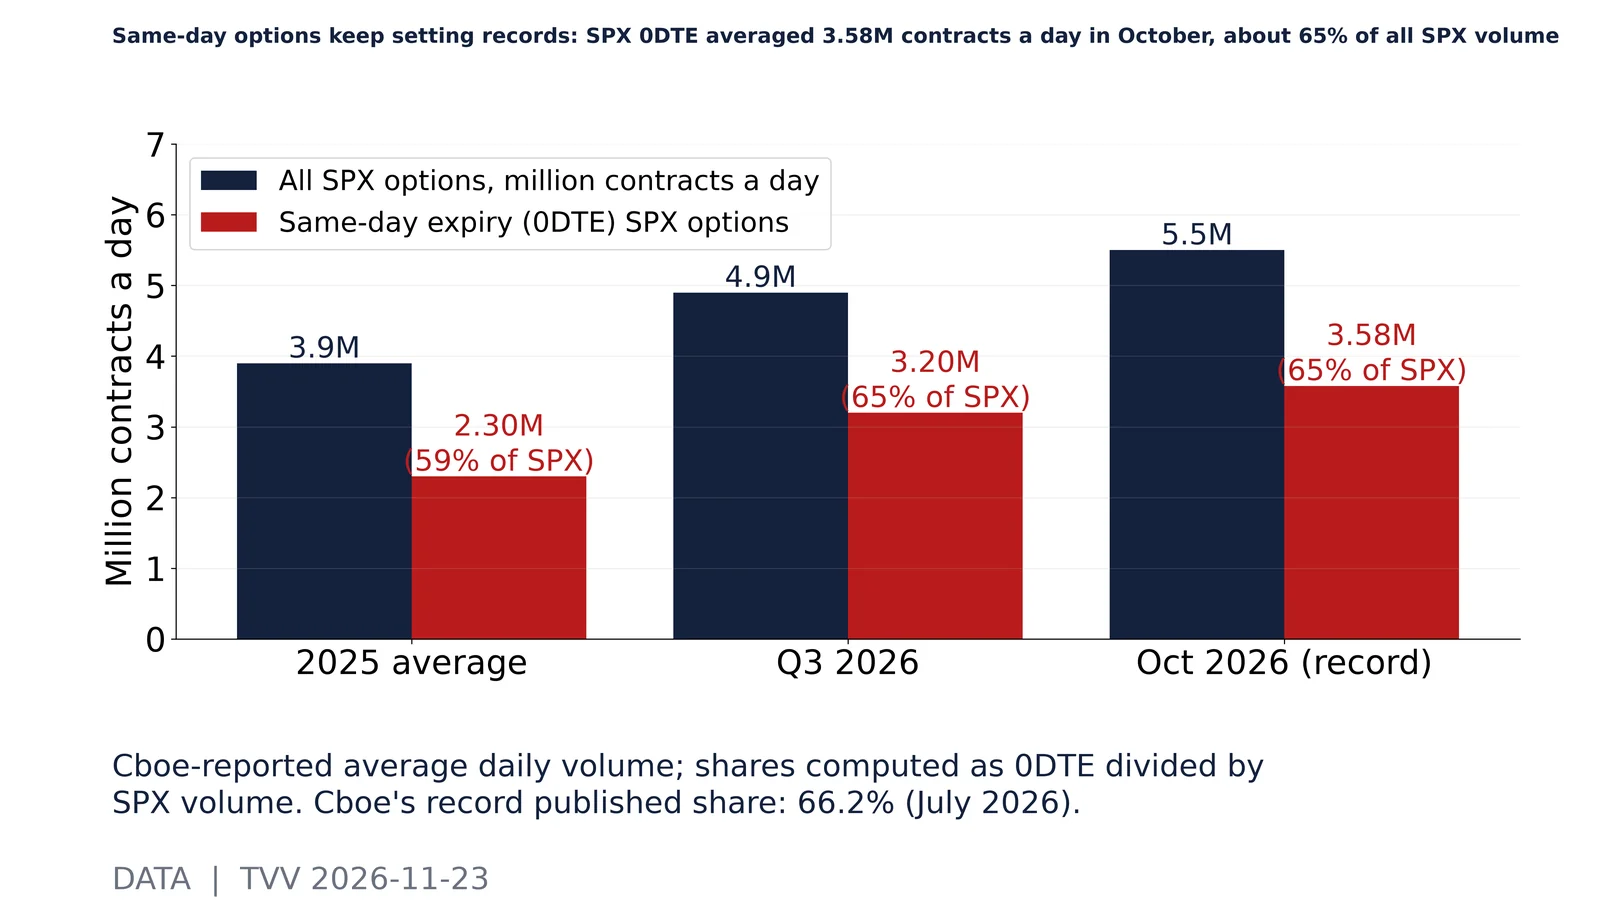 Same-day options keep setting records: SPX 0DTE averaged 3.58M contracts a day in October, about 65% of all SPX volume
Million contracts a day
7
6
5
4
3
2
1
0
All SPX options, million contracts a day
Same-day expiry (0DTE) SPX options
3.9M
2.30M
(59% of SPX)
4.9M
3.20M
(65% of SPX)
5.5M
3.58M
(65% of SPX)
2025 average
Q3 2026
Oct 2026 (record)
Cboe-reported average daily volume; shares computed as 0DTE divided by
SPX volume. Cboe's record published share: 66.2% (July 2026).
DATA | TVV 2026-11-23